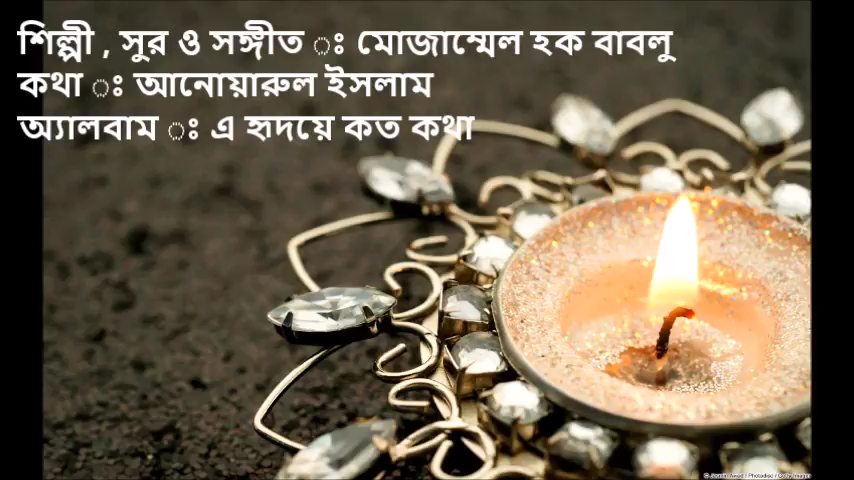 শিল্পী , সুর ও সঙ্গীত ঃ মোজাম্মেল হক বাবলু
কথা ঃ আনোয়ারুল ইসলাম
অ্যালবাম ঃ এ হৃদয়ে কত কথা